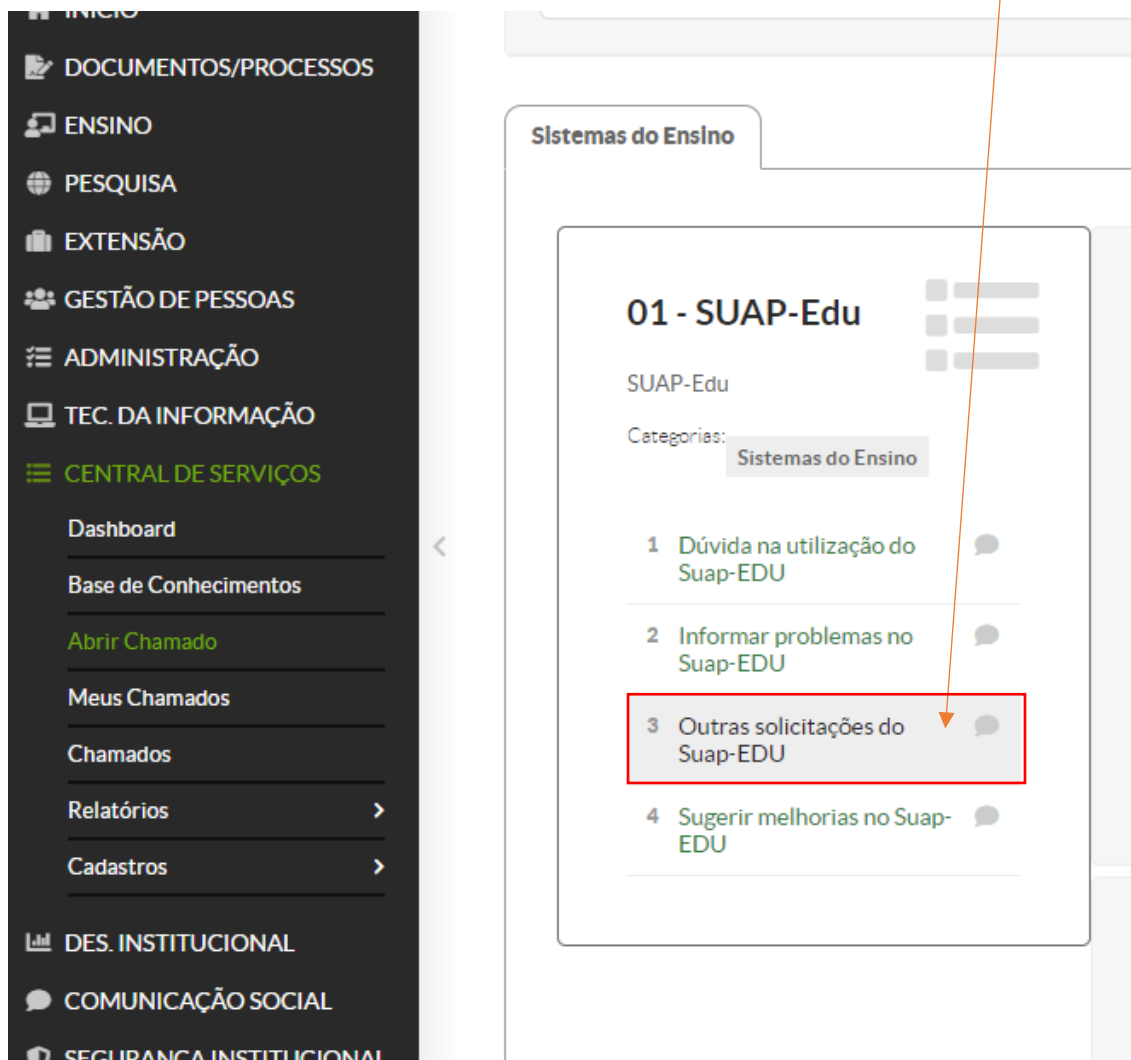 INÍCIO
DOCUMENTOS/PROCESSOS
ENSINO
PESQUISA
EXTENSÃO
GESTÃO DE PESSOAS
ADMINISTRAÇÃO
TEC. DA INFORMAÇÃO
CENTRAL DE SERVIÇOS
Dashboard
Base de Conhecimentos
Abrir Chamado
Meus Chamados
Chamados
Relatórios
Cadastros
DES. INSTITUCIONAL
COMUNICAÇÃO SOCIAL
SEGURANÇA INSTITUCIONAL
Sistemas do Ensino
01 - SUAP-Edu
SUAP-Edu
Categorias:
Sistemas do Ensino
1 Dúvida na utilização do
Suap-EDU
2 Informar problemas no
Suap-EDU
3 Outras solicitações do
Suap-EDU
4 Sugerir melhorias no Suap-
EDU